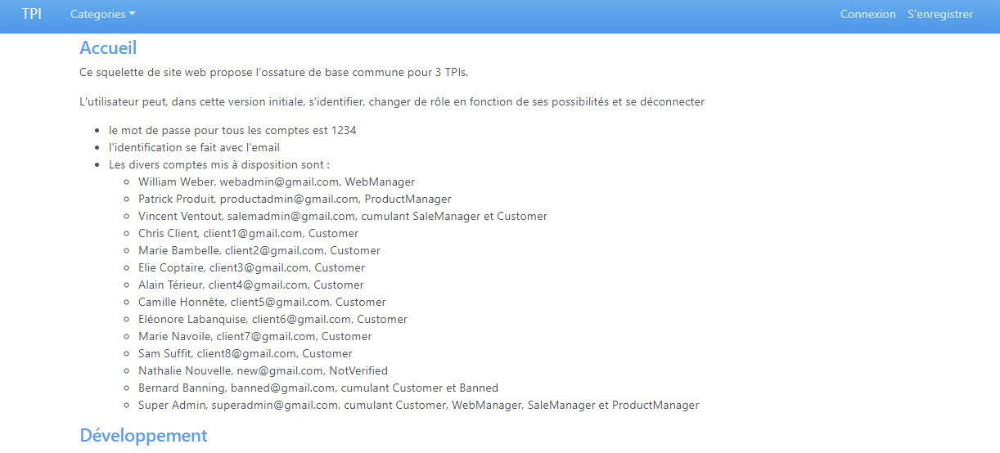 TPI Categories Connexion S'enregistrer
Accueil
Ce squelette de site web propose l'ossature de base commune pour 3 TPIs.
L'utilisateur peut, dans cette version initiale, s'identifier, changer de rôle en fonction de ses possibilités et se déconnecter
le mot de passe pour tous les comptes est 1234
l'identification se fait avec l'email
Les divers comptes mis à disposition sont :
William Weber, webadmin@gmail.com, WebManager
Patrick Produit, productadmin@gmail.com, ProductManager
Vincent Ventout, salemadmin@gmail.com, cumulant SaleManager et Customer
Chris Client, client1@gmail.com, Customer
Marie Bambelle, client2@gmail.com, Customer
Elie Coptaire, client3@gmail.com, Customer
Alain Térieur, client4@gmail.com, Customer
Camille Honnête, client5@gmail.com, Customer
Eléonore Labanquise, client6@gmail.com, Customer
Marie Navoile, client7@gmail.com, Customer
Sam Suffit, client8@gmail.com, Customer
Nathalie Nouvelle, new@gmail.com, NotVerified
Bernard Banning, banned@gmail.com, cumulant Customer et Banned
Super Admin, superadmin@gmail.com, cumulant Customer, WebManager, SaleManager et ProductManager
Développement